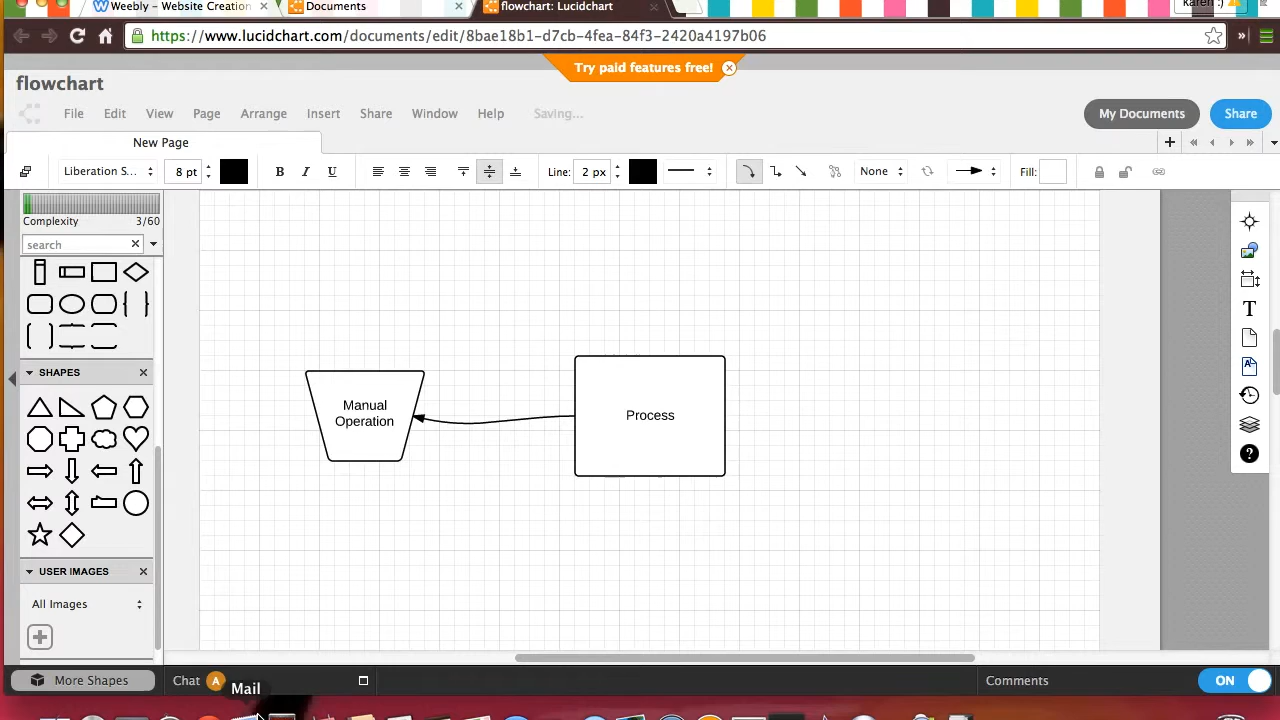 Weebly - Website Creation
Documents
flowchart: Lucidchart
karen :)
https://www.lucidchart.com/documents/edit/8bae18b1-d7cb-4fea-84f3-2420a4197b06
Try paid features free!
flowchart
File Edit View Page Arrange Insert Share Window Help Saving...
My Documents Share
New Page
Liberation S... 8 pt B I U Line: 2 px None Fill:
Complexity 3/60
search
SHAPES
Manual
Operation
Process
USER IMAGES
All Images
More Shapes
Chat A
Mail
Comments
ON